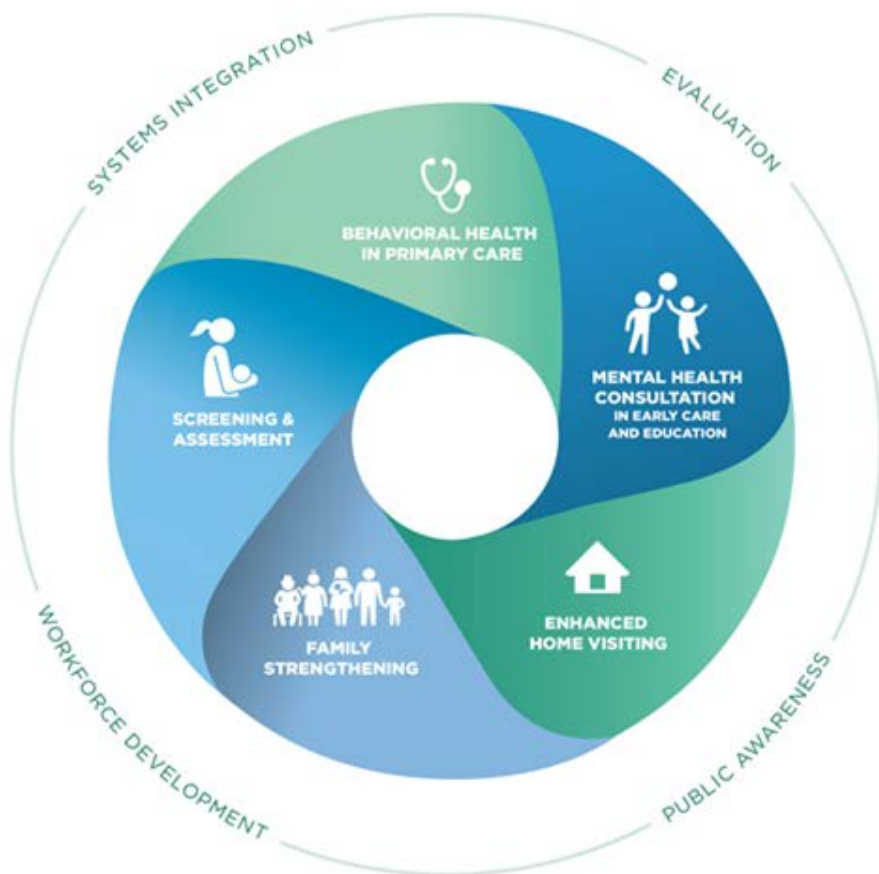 SYSTEMS INTEGRATION
EVALUATION
BEHAVIORAL HEALTH
IN PRIMARY CARE
MENTAL HEALTH
CONSULTATION
IN EARLY CARE
AND EDUCATION
SCREENING &
ASSESSMENT
ENHANCED
HOME VISITING
FAMILY
STRENGTHENING
WORKFORCE DEVELOPMENT
PUBLIC AWARENESS